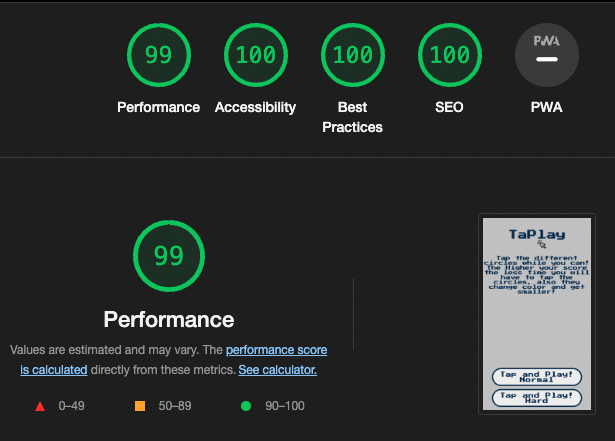 99
100
100
100
PWA
Performance
Accessibility
Best
Practices
SEO
PWA
99
Performance
Values are estimated and may vary. The performance score
is calculated directly from these metrics. See calculator.
0–49
50–89
90–100
TaPlay
Tap the different
circles while you can!
The Higher your score
the less time you will
have to tap the
circles, also they
change color and get
smaller!
Tap and Play!
Normal
Tap and Play!
Hard